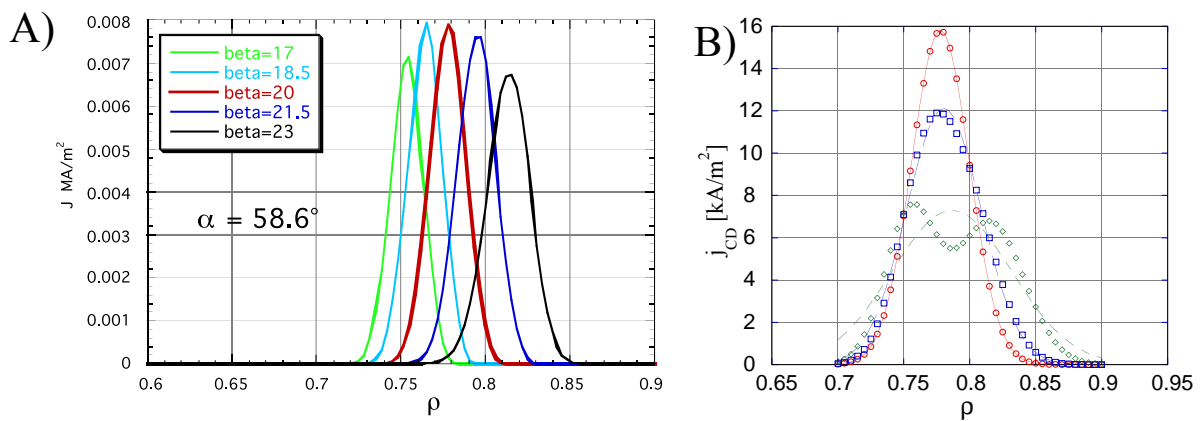 A)
J MA/m²
0.008
0.007
0.006
0.005
0.004
0.003
0.002
0.001
0
beta=17
beta=18.5
beta=20
beta=21.5
beta=23
α = 58.6°
0.6 0.65 0.7 0.75 0.8 0.85 0.9
ρ
B)
j_CD [kA/m²]
16
14
12
10
8
6
4
2
0
0.65 0.7 0.75 0.8 0.85 0.9 0.95
ρ